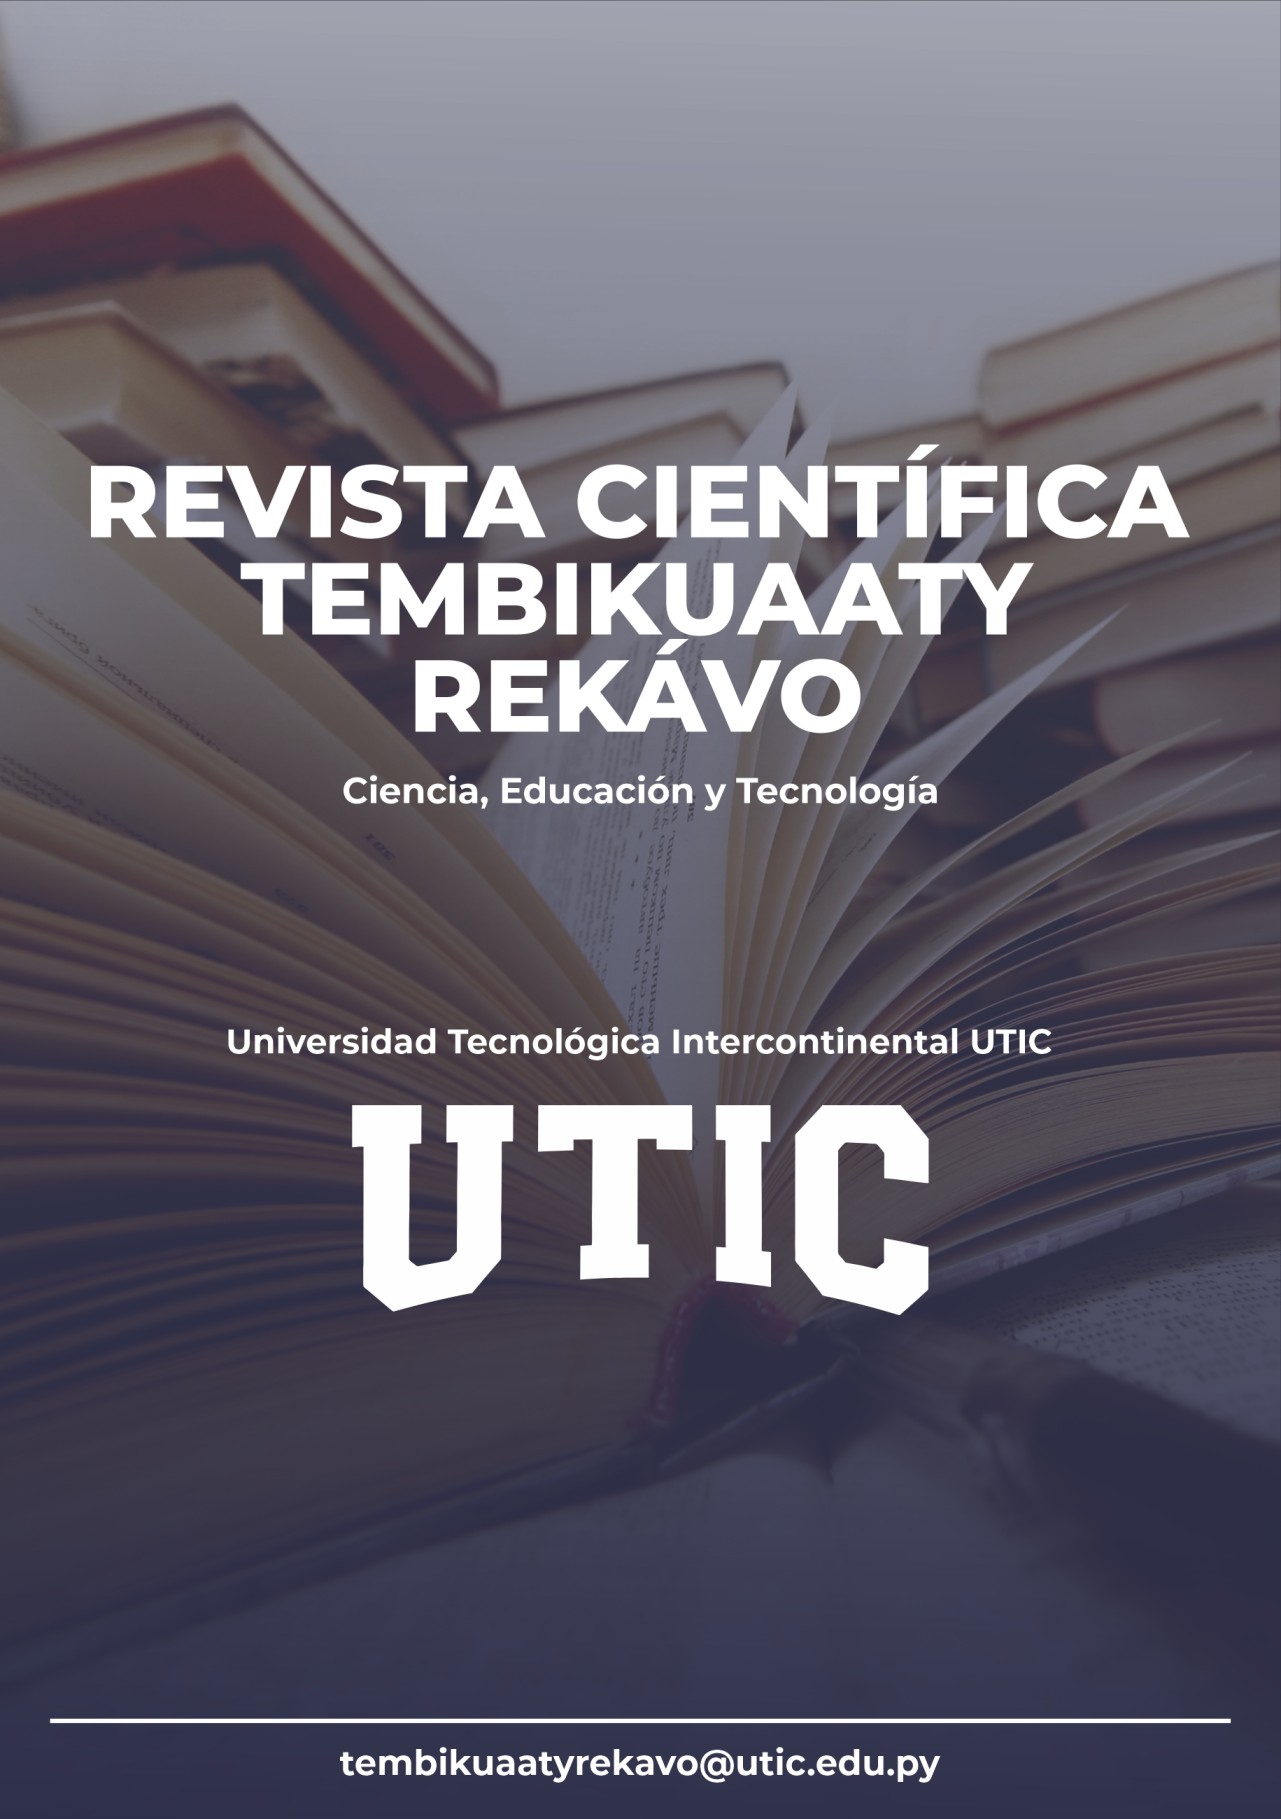 REVISTA CIENTÍFICA
TEMBIKUAATY
REKÁVO
Ciencia, Educación y Tecnología
Universidad Tecnológica Intercontinental UTIC
UTIC
tembikuaatyrekavo@utic.edu.py